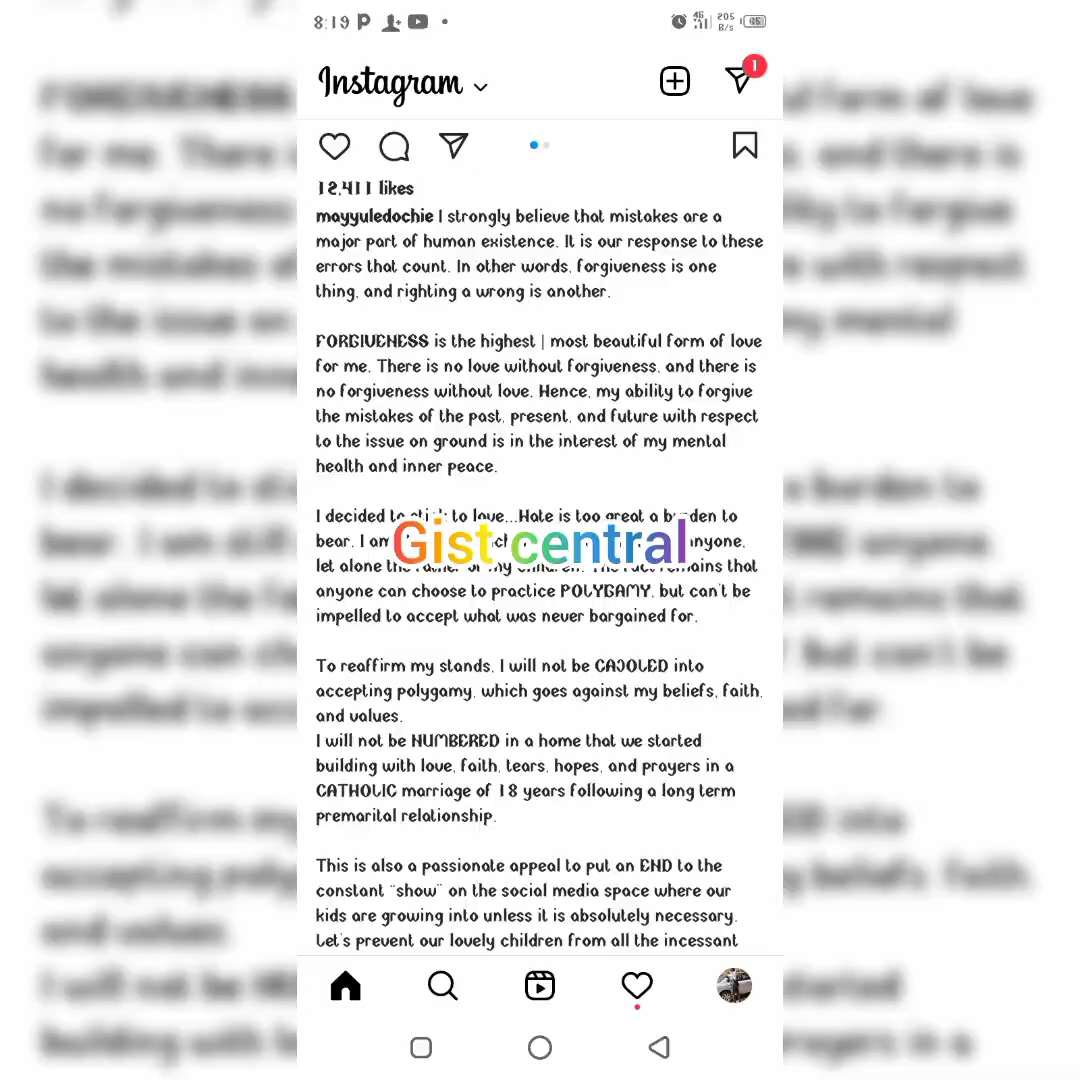 8:19
4G
205
B/s
65
Instagram
1
12,411 likes
mayyuledochie I strongly believe that mistakes are a
major part of human existence. It is our response to these
errors that count. In other words, forgiveness is one
thing, and righting a wrong is another.
FORGIVENESS is the highest | most beautiful form of love
for me. There is no love without forgiveness, and there is
no forgiveness without love. Hence, my ability to forgive
the mistakes of the past, present, and future with respect
to the issue on ground is in the interest of my mental
health and inner peace.
I decided to stick to love...Hate is too great a burden to
bear. I am anyone,
Gist central
let alone the father of my children. The fact remains that
anyone can choose to practice POLYGAMY, but can't be
impelled to accept what was never bargained for.
To reaffirm my stands, I will not be CAJOLED into
accepting polygamy, which goes against my beliefs, faith,
and values.
I will not be NUMBERED in a home that we started
building with love, faith, tears, hopes, and prayers in a
CATHOLIC marriage of 18 years following a long term
premarital relationship.
This is also a passionate appeal to put an END to the
constant "show" on the social media space where our
kids are growing into unless it is absolutely necessary.
Let's prevent our lovely children from all the incessant